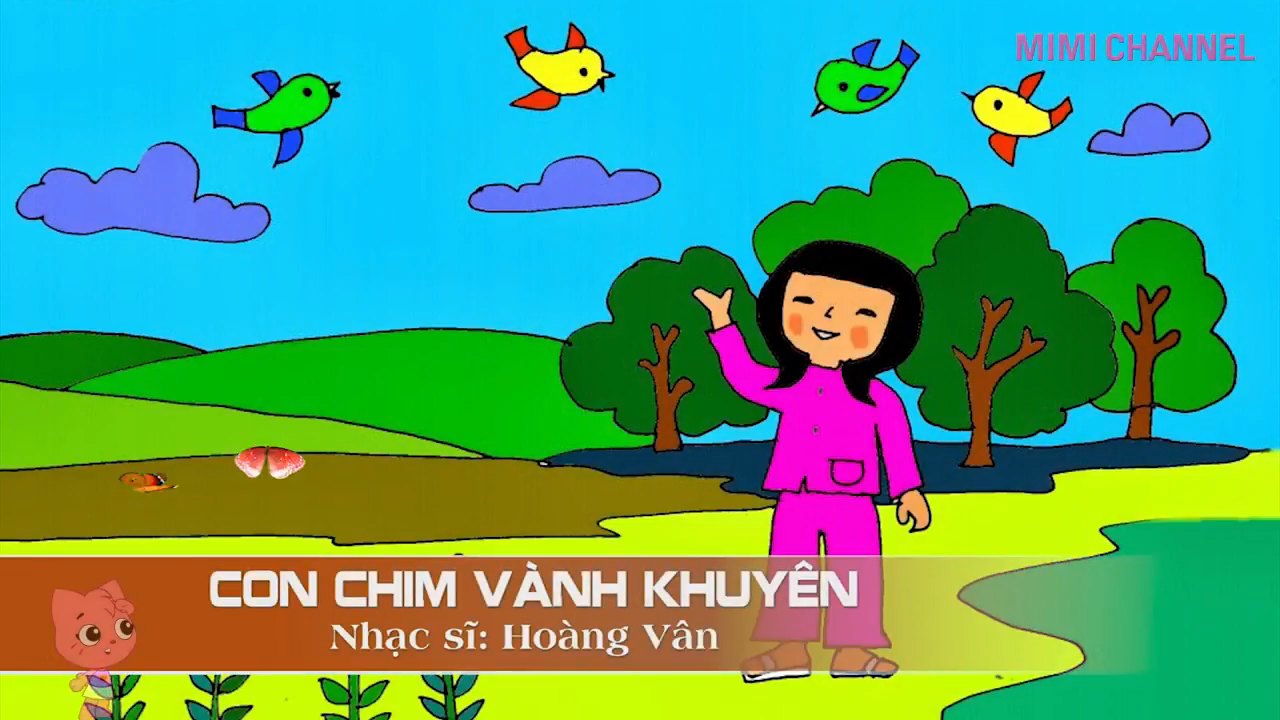 MIMI CHANNEL
CON CHIM VÀNH KHUYÊN
Nhạc sĩ: Hoàng Vân